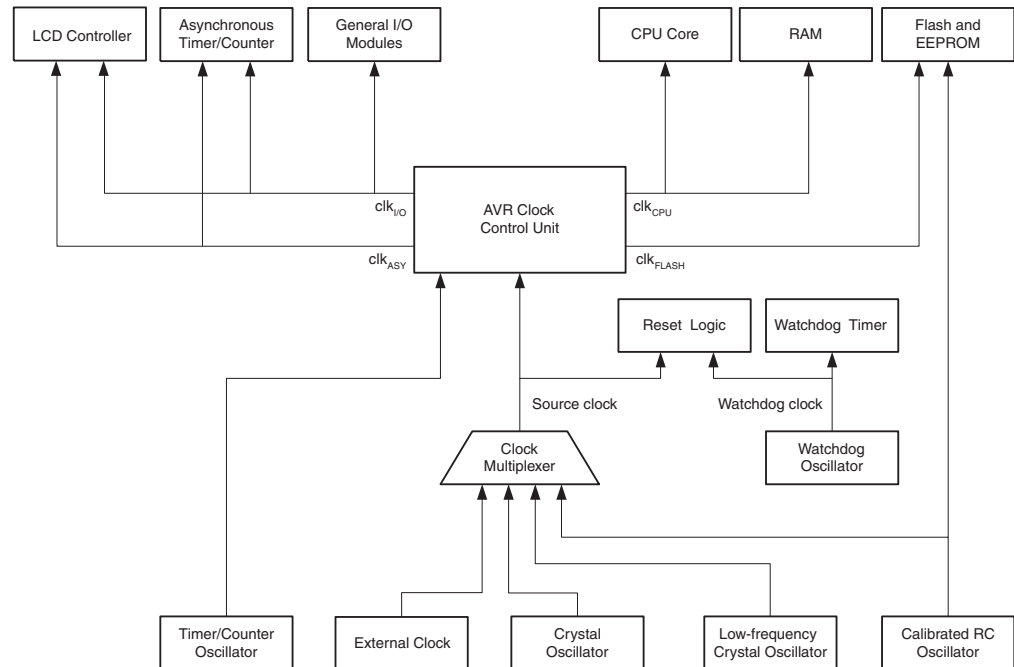 LCD Controller
Asynchronous
Timer/Counter
General I/O
Modules
CPU Core
RAM
Flash and
EEPROM
clkI/O
AVR Clock
Control Unit
clkCPU
clkASY
clkFLASH
Reset Logic
Watchdog Timer
Source clock
Watchdog clock
Clock
Multiplexer
Watchdog
Oscillator
Timer/Counter
Oscillator
External Clock
Crystal
Oscillator
Low-frequency
Crystal Oscillator
Calibrated RC
Oscillator